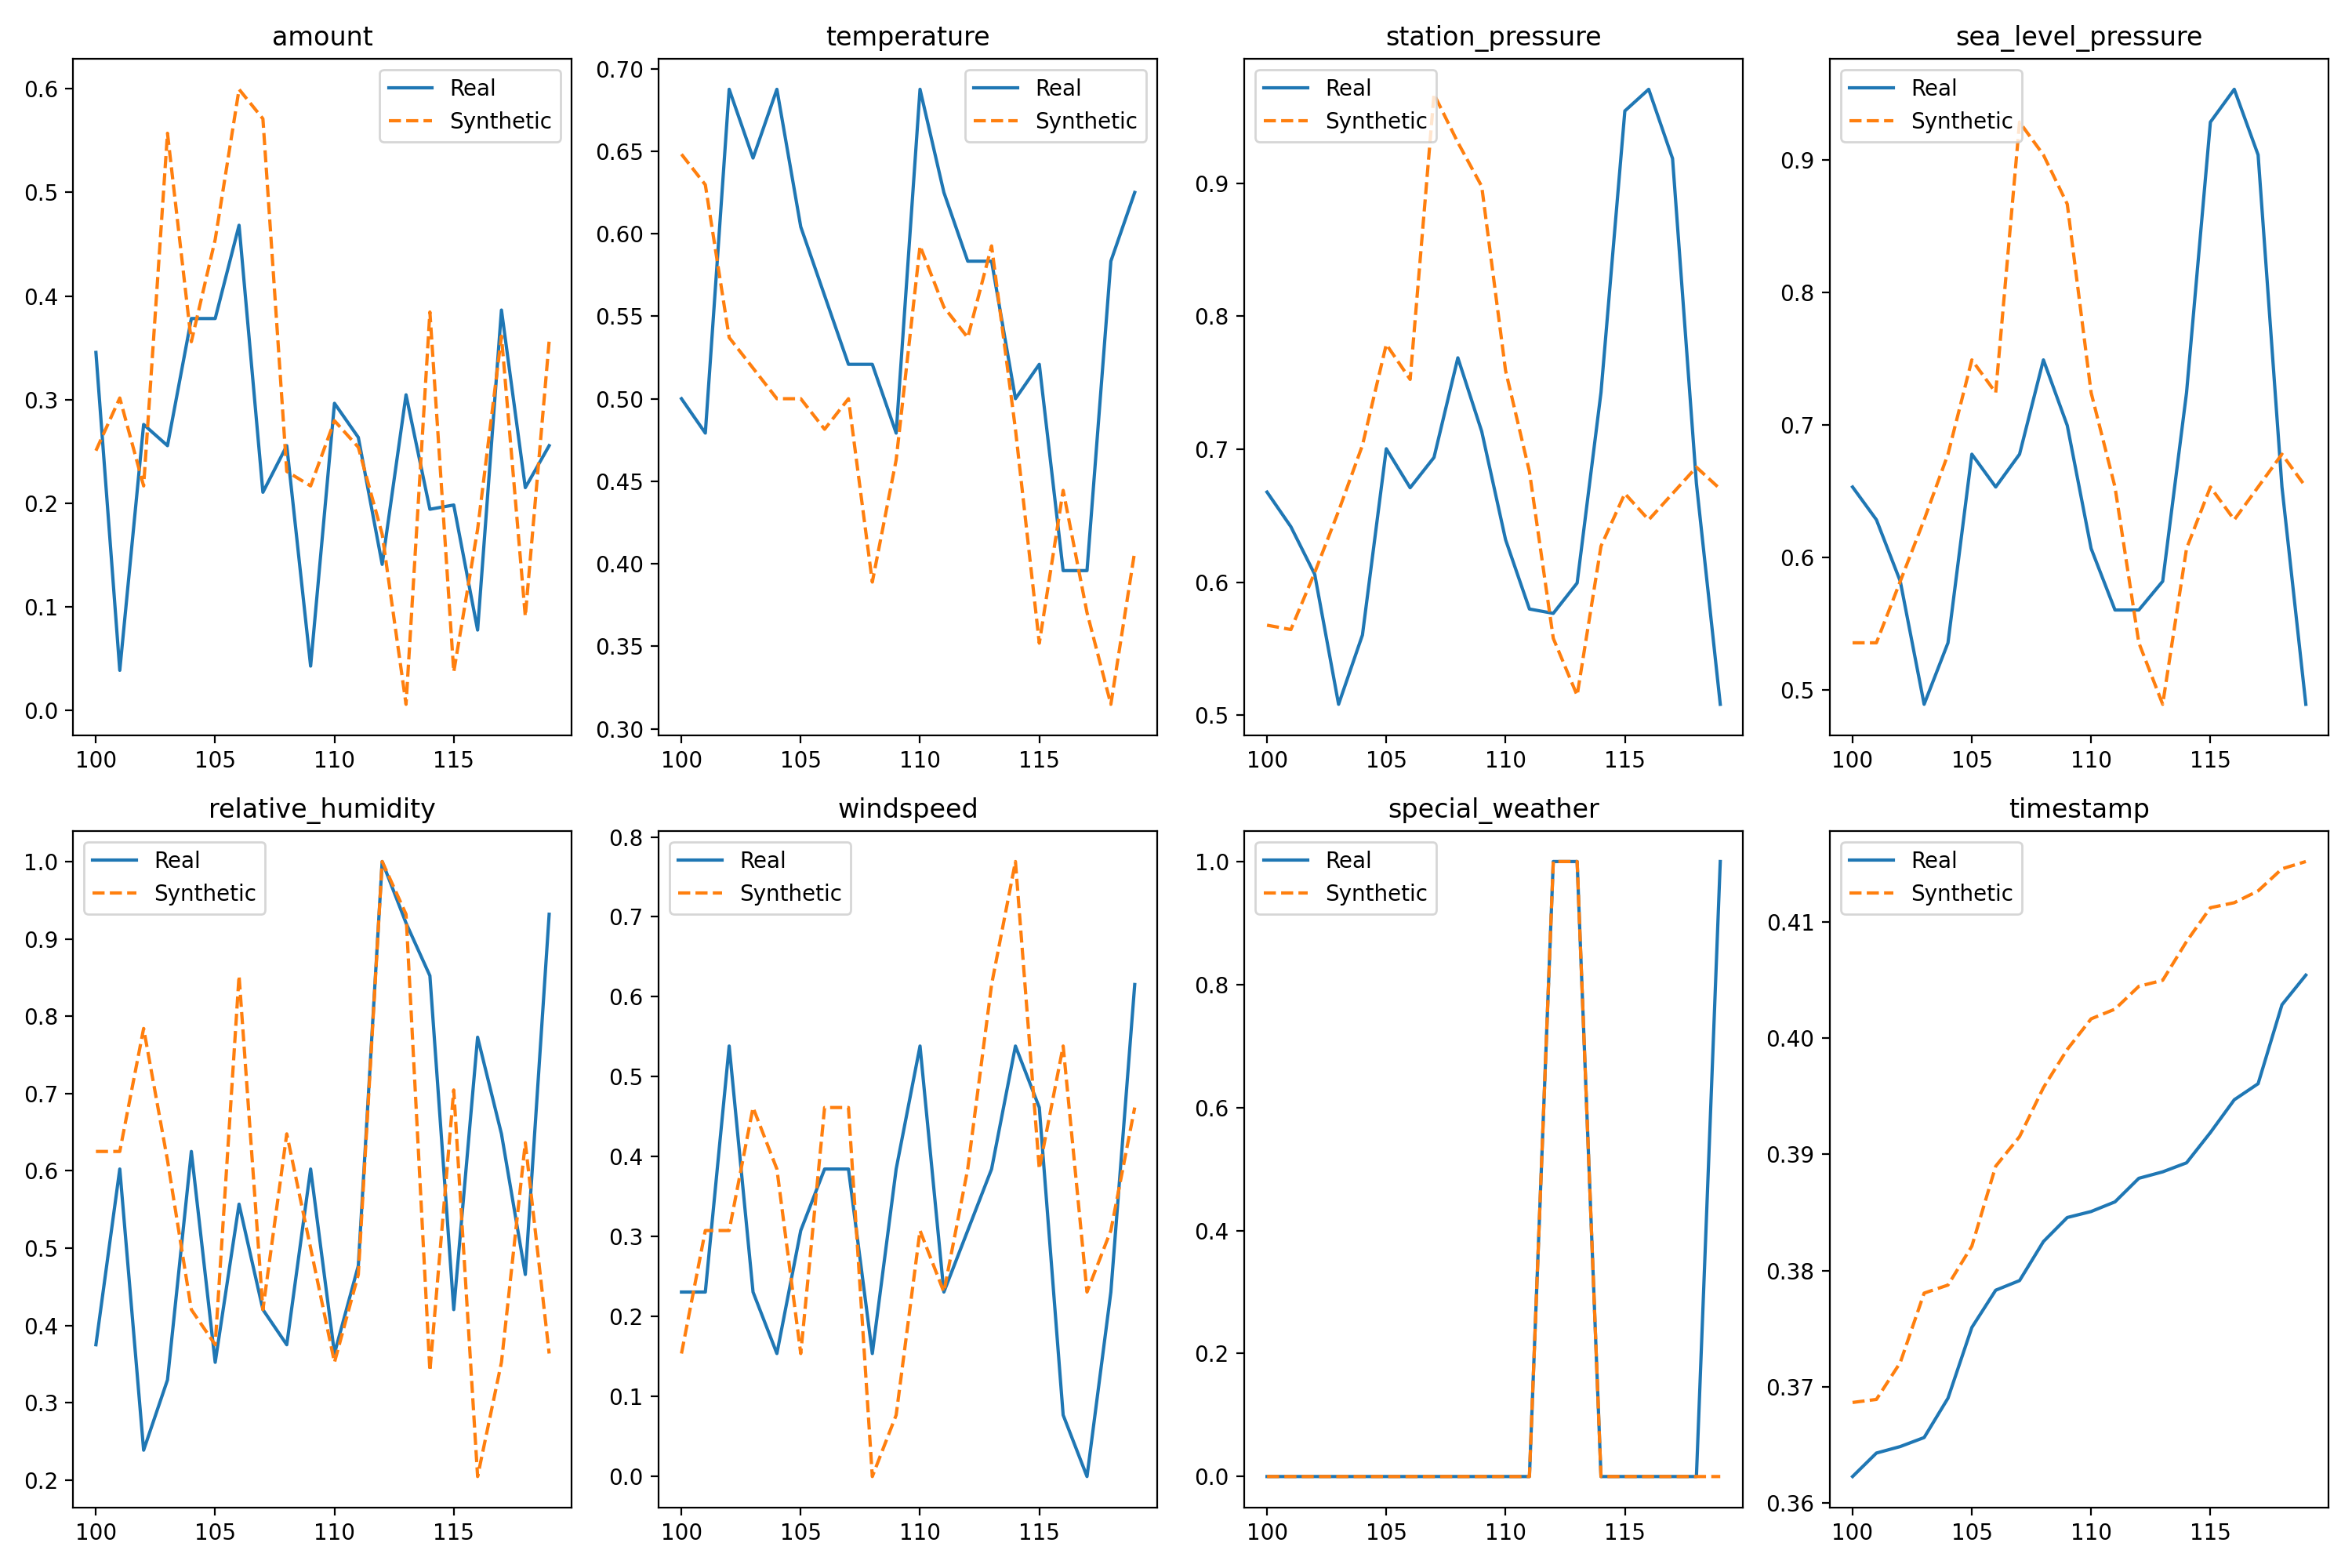 amount
0.6
0.5
0.4
0.3
0.2
0.1
0.0
100 105 110 115
Real
Synthetic
temperature
0.70
0.65
0.60
0.55
0.50
0.45
0.40
0.35
0.30
100 105 110 115
Real
Synthetic
station_pressure
0.9
0.8
0.7
0.6
0.5
100 105 110 115
Real
Synthetic
sea_level_pressure
0.9
0.8
0.7
0.6
0.5
100 105 110 115
Real
Synthetic
relative_humidity
1.0
0.9
0.8
0.7
0.6
0.5
0.4
0.3
0.2
100 105 110 115
Real
Synthetic
windspeed
0.8
0.7
0.6
0.5
0.4
0.3
0.2
0.1
0.0
100 105 110 115
Real
Synthetic
special_weather
1.0
0.8
0.6
0.4
0.2
0.0
100 105 110 115
Real
Synthetic
timestamp
0.41
0.40
0.39
0.38
0.37
0.36
100 105 110 115
Real
Synthetic